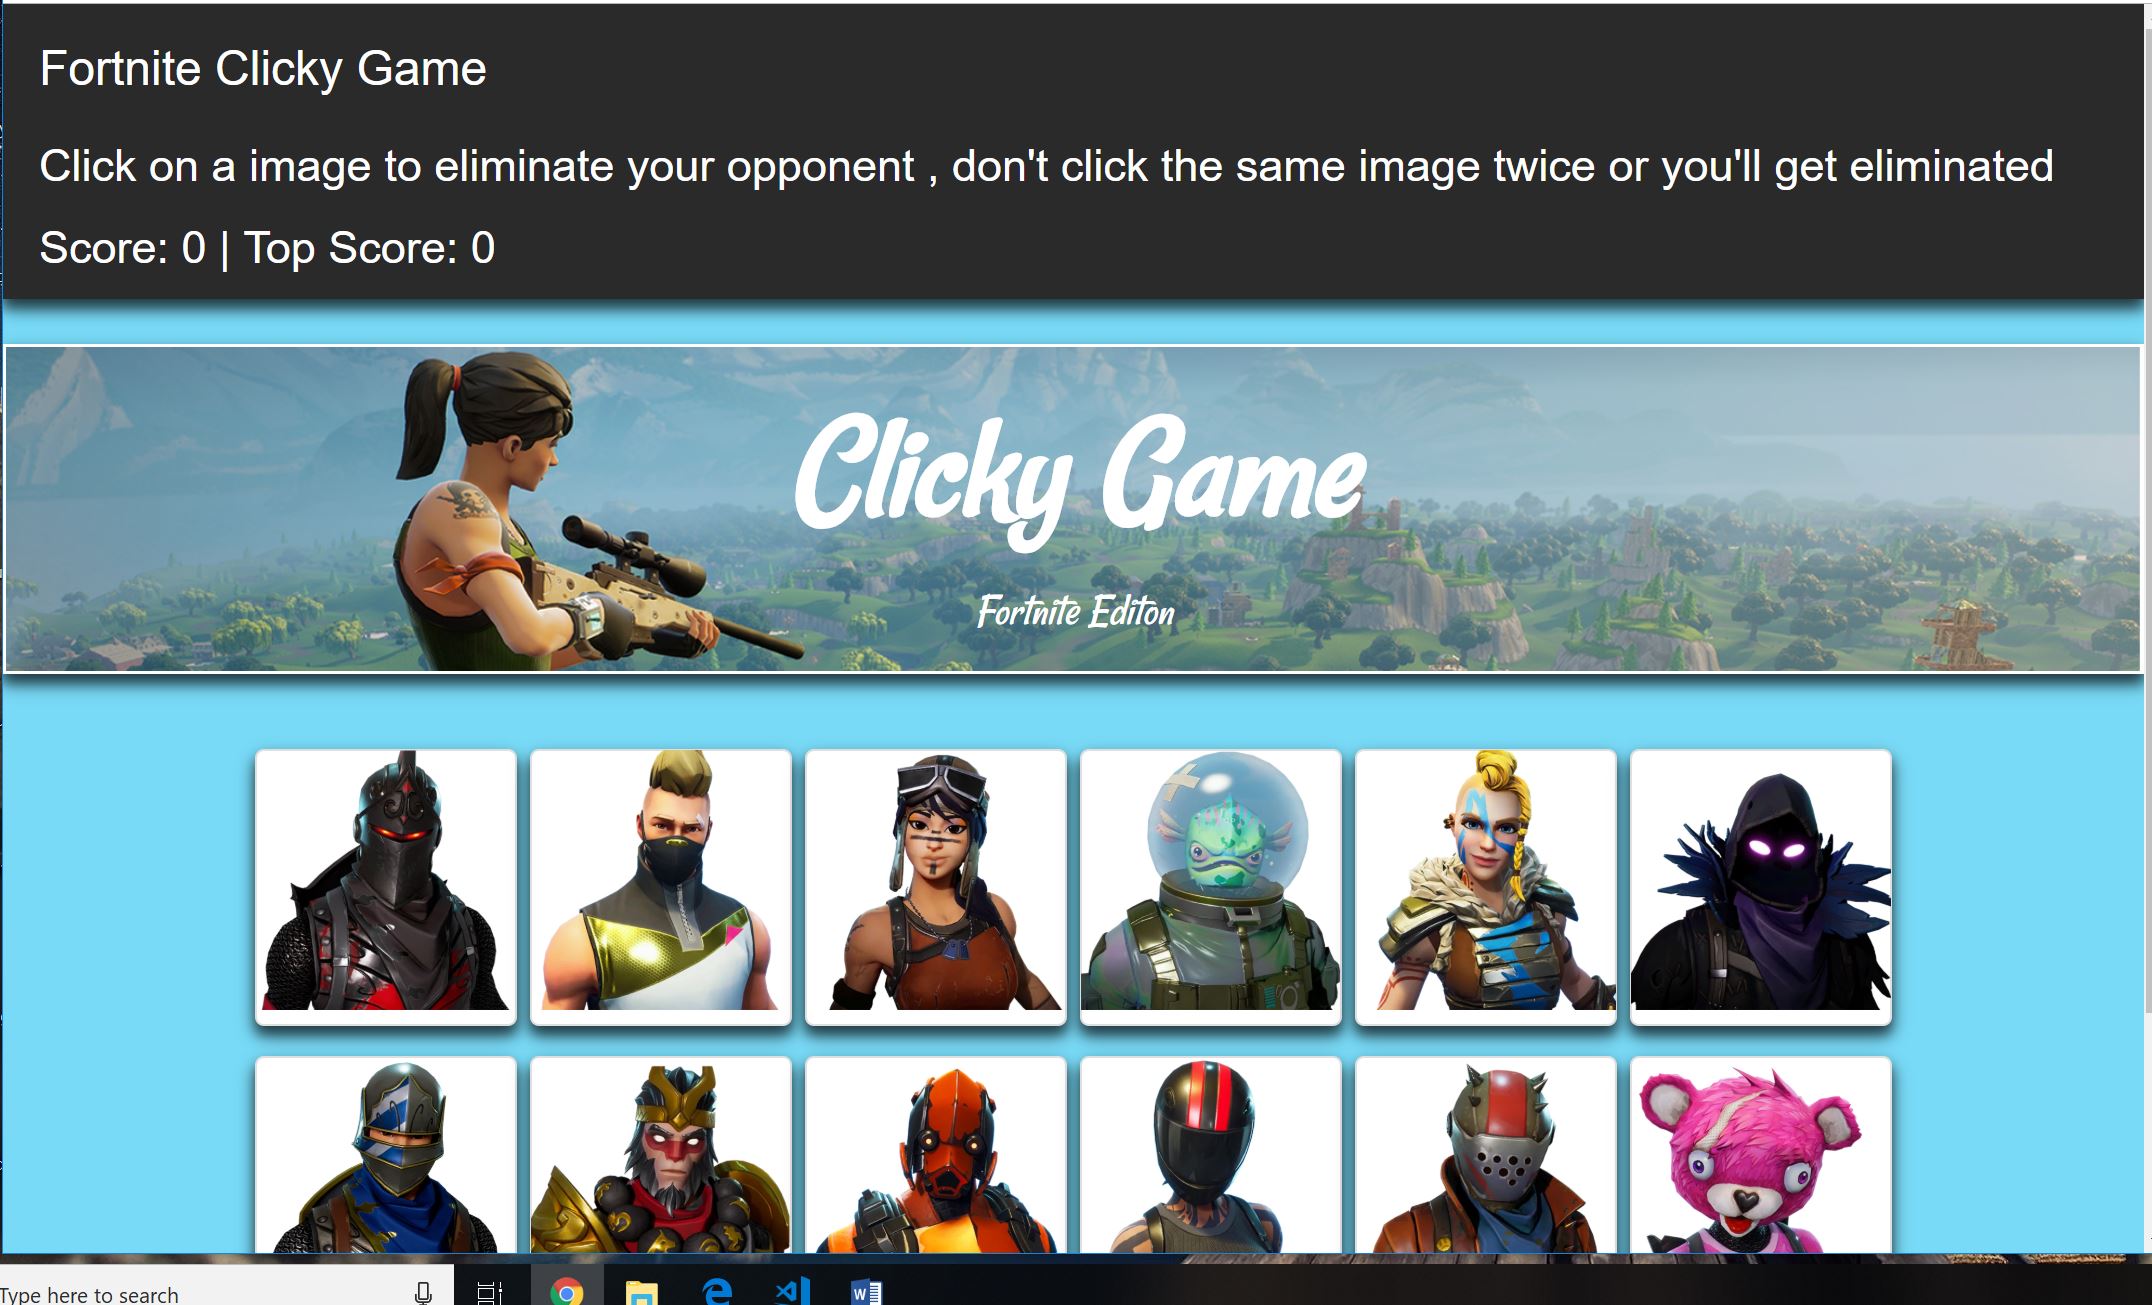 Fortnite Clicky Game
Click on a image to eliminate your opponent , don't click the same image twice or you'll get eliminated
Score: 0 | Top Score: 0
Clicky Game
Fortnite Editon
Type here to search